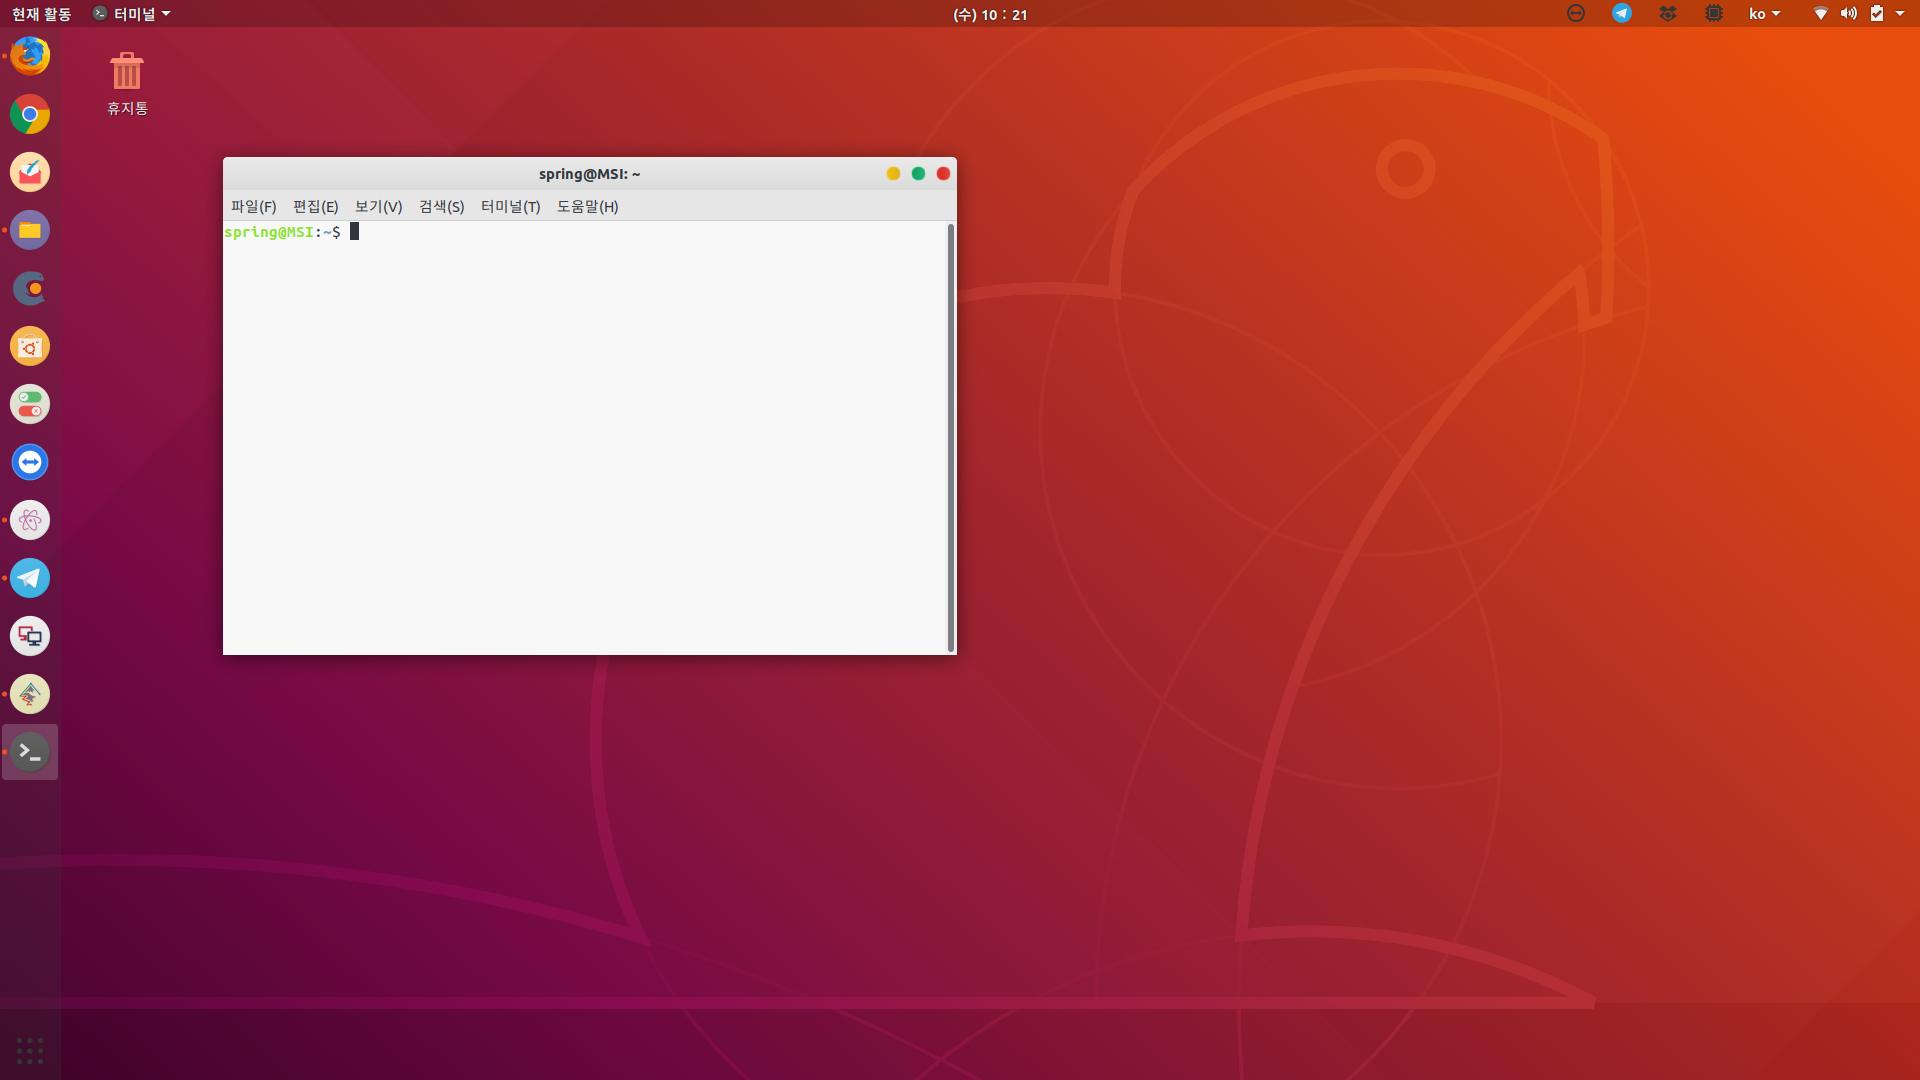 현재 활동 터미널 (수) 10 : 21 ko
휴지통
spring@MSI: ~
파일(F) 편집(E) 보기(V) 검색(S) 터미널(T) 도움말(H)
spring@MSI:~$